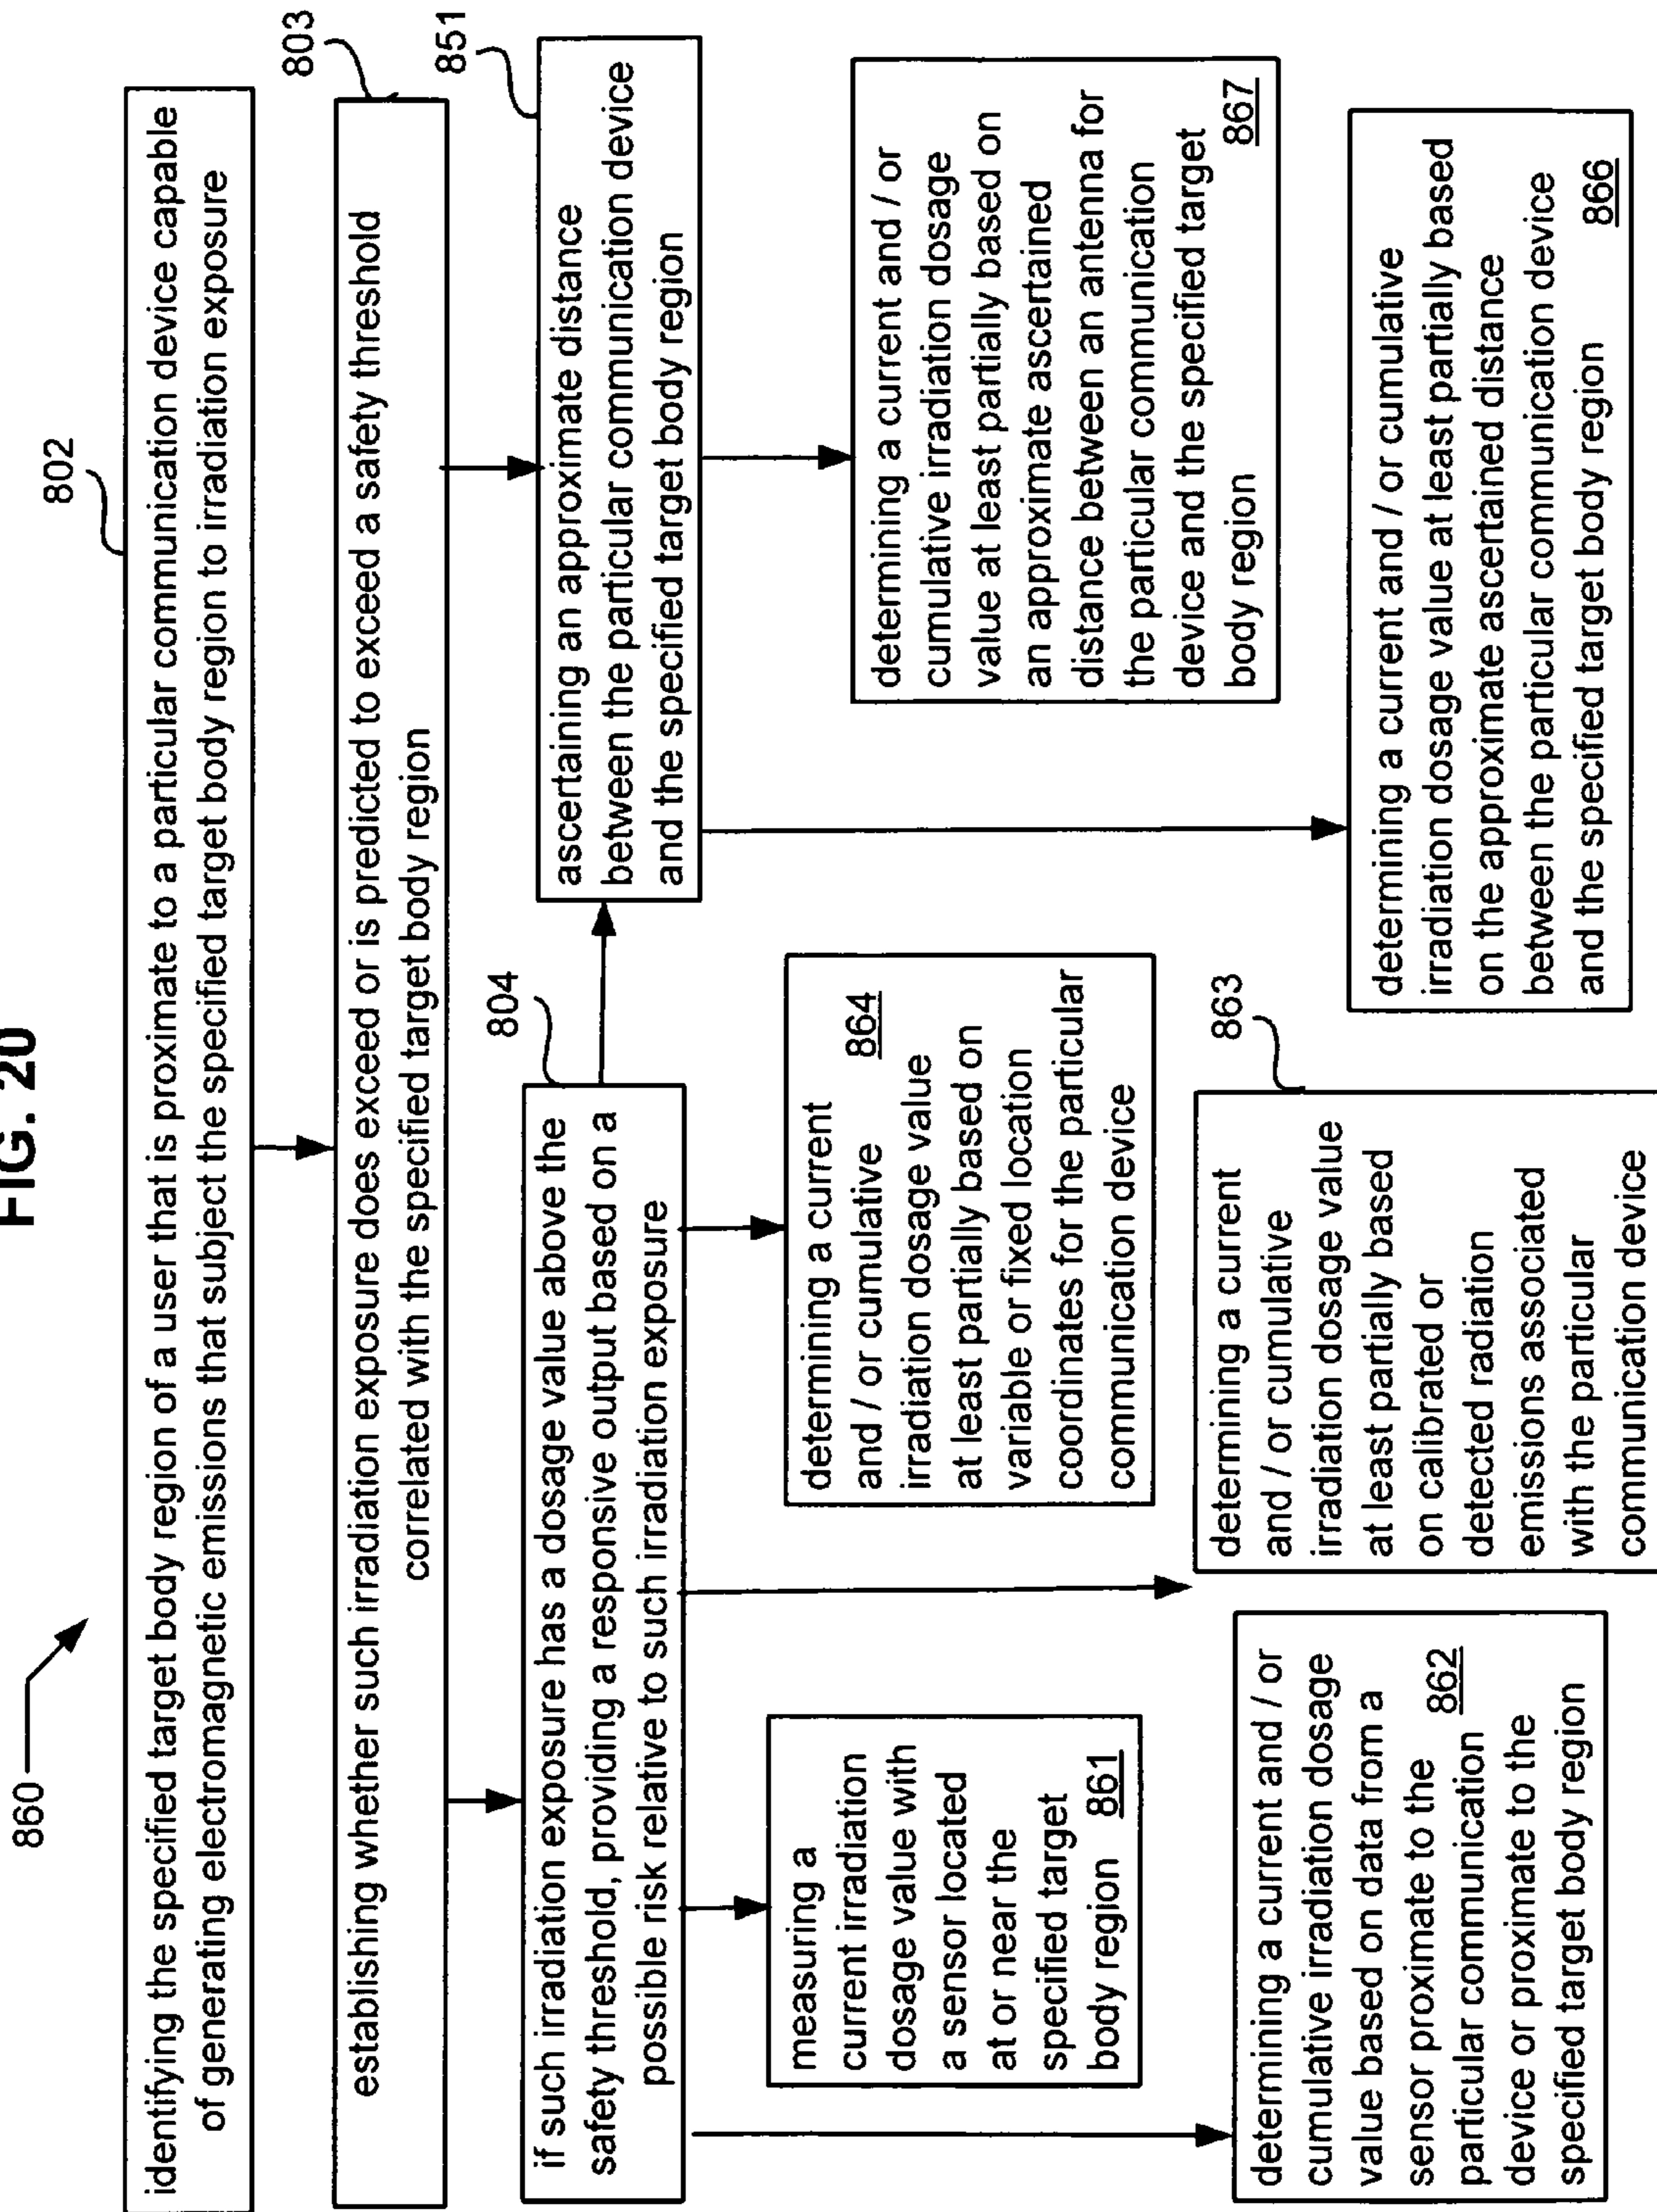 FIG. 20
860
802
identifying the specified target body region of a user that is proximate to a particular communication device capable
of generating electromagnetic emissions that subject the specified target body region to irradiation exposure
803
establishing whether such irradiation exposure does exceed or is predicted to exceed a safety threshold
correlated with the specified target body region
804
if such irradiation exposure has a dosage value above the
safety threshold, providing a responsive output based on a
possible risk relative to such irradiation exposure
851
ascertaining an approximate distance
between the particular communication device
and the specified target body region
measuring a
current irradiation
dosage value with
a sensor located
at or near the
specified target
body region 861
determining a current
and / or cumulative 864
irradiation dosage value
at least partially based on
variable or fixed location
coordinates for the particular
communication device
determining a current and / or
cumulative irradiation dosage
value at least partially based on
an approximate ascertained
distance between an antenna for
the particular communication
device and the specified target
body region 867
determining a current and / or
cumulative irradiation dosage
value based on data from a
sensor proximate to the 862
particular communication
device or proximate to the
specified target body region
863
determining a current
and / or cumulative
irradiation dosage value
at least partially based
on calibrated or
detected radiation
emissions associated
with the particular
communication device
determining a current and / or cumulative
irradiation dosage value at least partially based
on the approximate ascertained distance
between the particular communication device
and the specified target body region 866